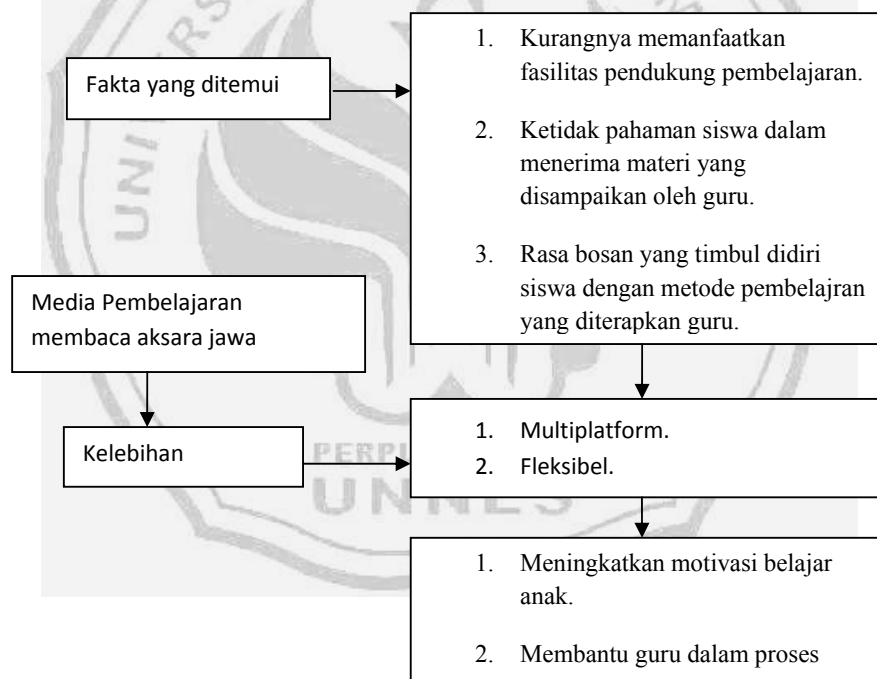 Fakta yang ditemui
1. Kurangnya memanfaatkan
fasilitas pendukung pembelajaran.
2. Ketidak pahaman siswa dalam
menerima materi yang
disampaikan oleh guru.
3. Rasa bosan yang timbul didiri
siswa dengan metode pembelajran
yang diterapkan guru.
Media Pembelajaran
membaca aksara jawa
Kelebihan
1. Multiplatform.
2. Fleksibel.
1. Meningkatkan motivasi belajar
anak.
2. Membantu guru dalam proses
UNNES